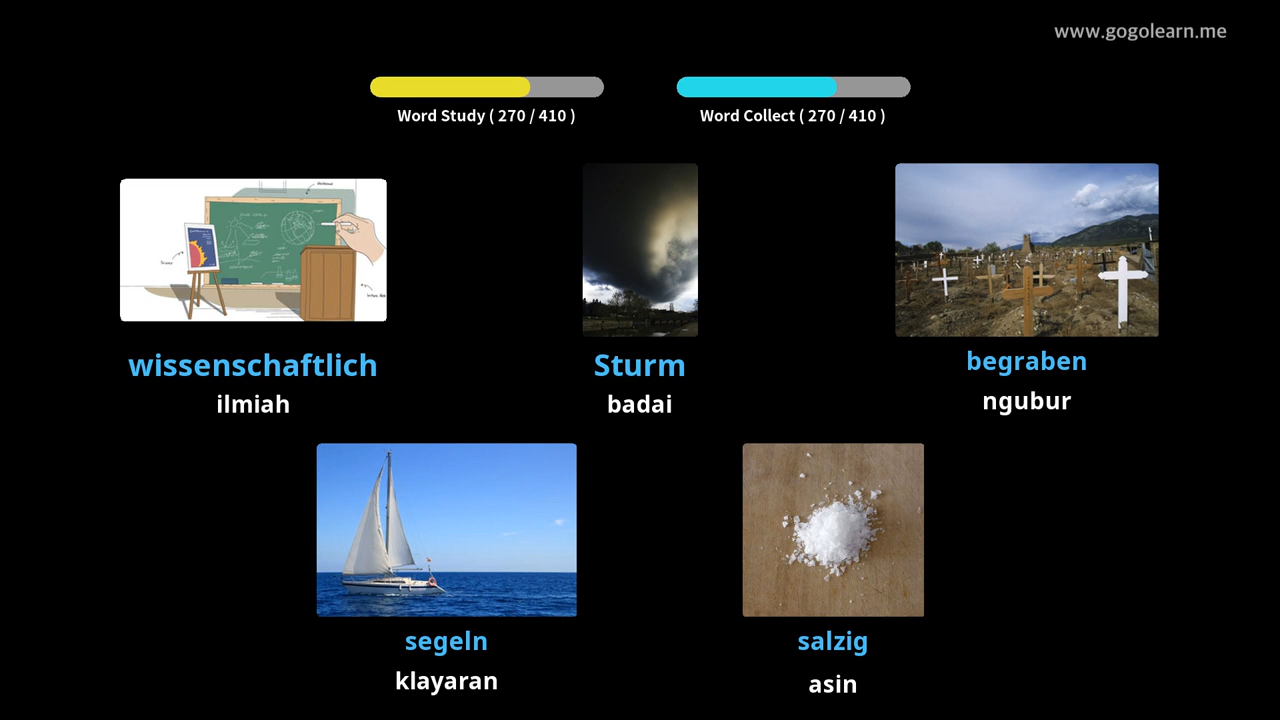 www.gogolearn.me
Word Study ( 270 / 410 )
Word Collect ( 270 / 410 )
wissenschaftlich
ilmiah
Sturm
badai
begraben
ngubur
segeln
klayaran
salzig
asin